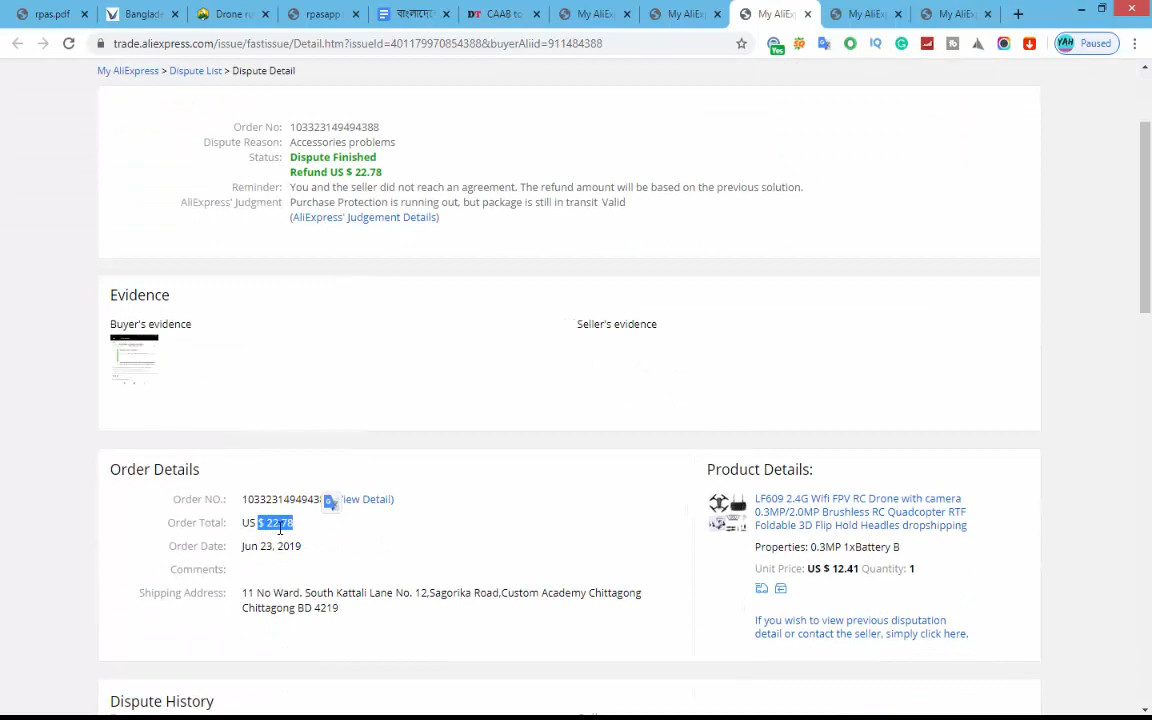 rpas.pdf
Banglad
Drone ru
rpasapp
বাংলাদে
CAAB to
My AliEx
My AliEx
My AliEx
My AliEx
My AliEx
trade.aliexpress.com/issue/fastissue/Detail.htm?issueId=401179970854388&buyerAliid=911484388
Yes
IQ
YAH
Paused
My AliExpress > Dispute List > Dispute Detail
Order No: 103323149494388
Dispute Reason: Accessories problems
Status: Dispute Finished
Refund US $ 22.78
Reminder: You and the seller did not reach an agreement. The refund amount will be based on the previous solution.
AliExpress' Judgment Purchase Protection is running out, but package is still in transit Valid
(AliExpress' Judgement Details)
Evidence
Buyer's evidence
Seller's evidence
Order Details
Order NO.: 1033231494943 iew Detail)
Order Total: US $ 22.78
Order Date: Jun 23, 2019
Comments:
Shipping Address: 11 No Ward. South Kattali Lane No. 12,Sagorika Road,Custom Academy Chittagong
Chittagong BD 4219
Product Details:
LF609 2.4G Wifi FPV RC Drone with camera
0.3MP/2.0MP Brushless RC Quadcopter RTF
Foldable 3D Flip Hold Headles dropshipping
Properties: 0.3MP 1xBattery B
Unit Price: US $ 12.41 Quantity: 1
If you wish to view previous disputation
detail or contact the seller, simply click here.
Dispute History